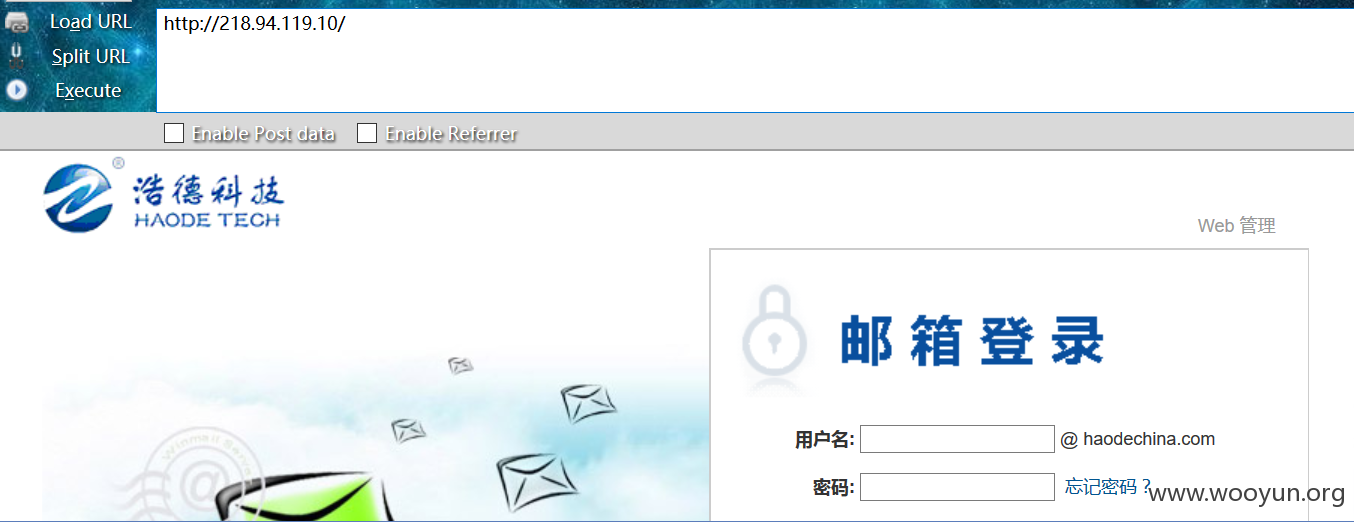 Load URL
http://218.94.119.10/
Split URL
Execute
Enable Post data
Enable Referrer
浩德科技
®
HAODE TECH
Web 管理
邮箱登录
用户名:
@ haodechina.com
密码:
忘记密码?
Winmail Server
@
www.wooyun.org